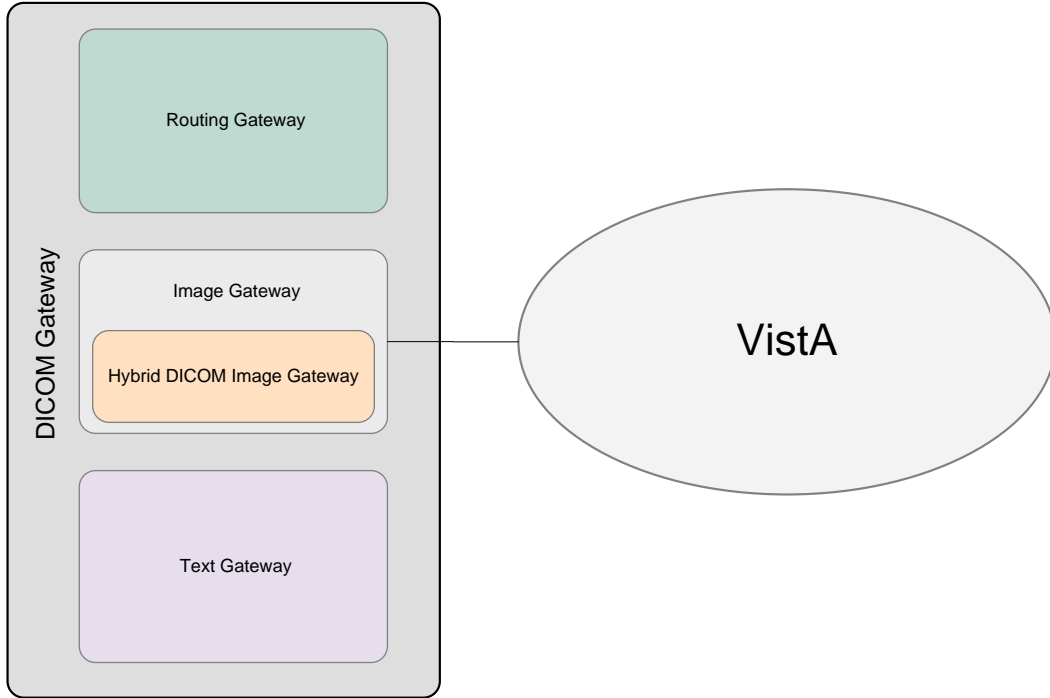 DICOM Gateway
Routing Gateway
Image Gateway
Hybrid DICOM Image Gateway
Text Gateway
VistA